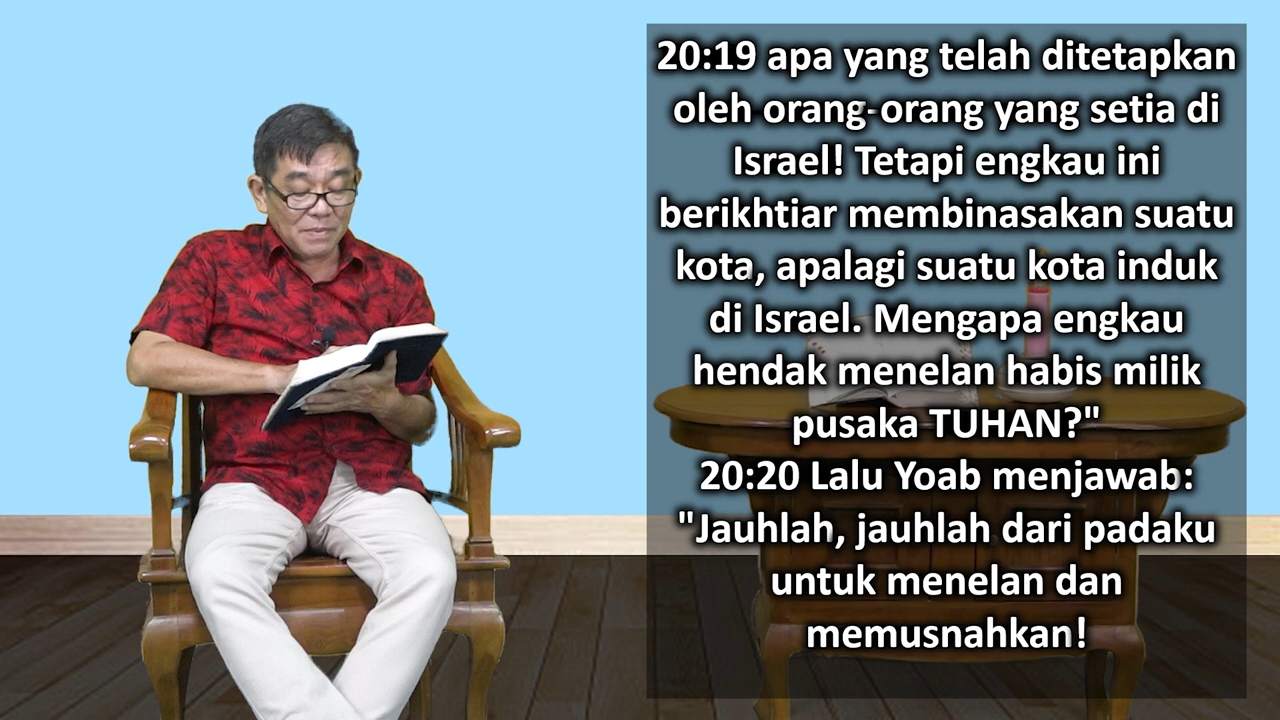 20:19 apa yang telah ditetapkan
oleh orang-orang yang setia di
Israel! Tetapi engkau ini
berikhtiar membinasakan suatu
kota, apalagi suatu kota induk
di Israel. Mengapa engkau
hendak menelan habis milik
pusaka TUHAN?"
20:20 Lalu Yoab menjawab:
"Jauhlah, jauhlah dari padaku
untuk menelan dan
memusnahkan!